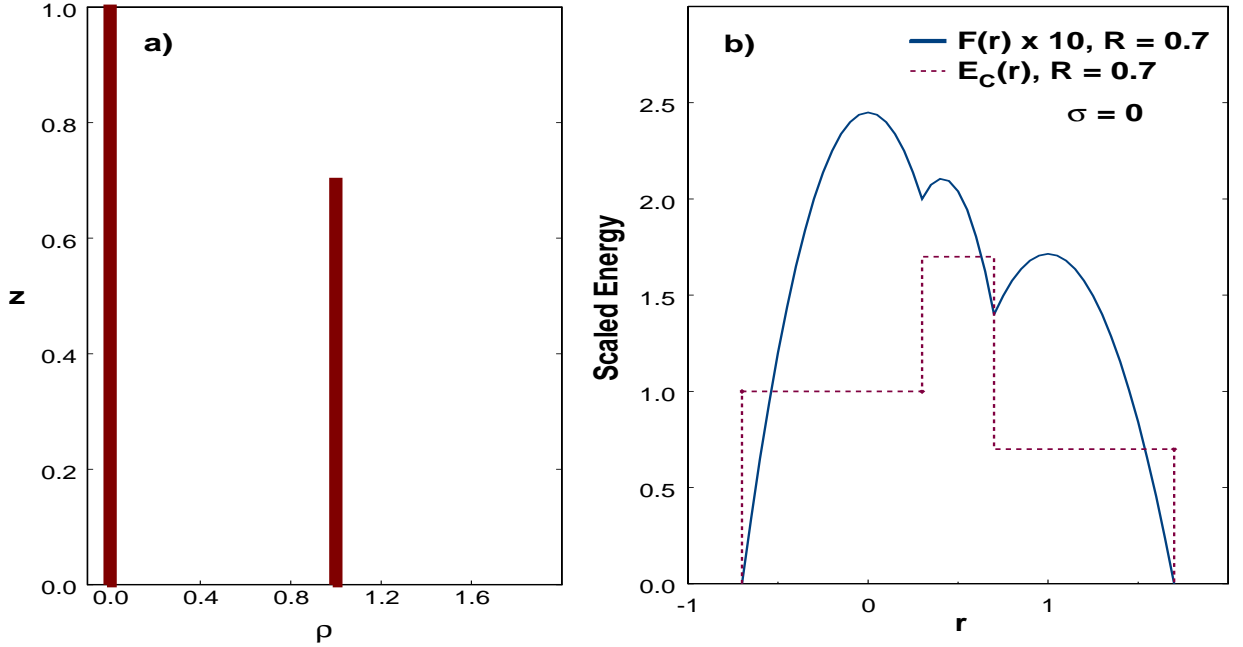 a)
1.0
0.8
0.6
0.4
0.2
0.0
N
0.0 0.4 0.8 1.2 1.6
ρ
b)
F(r) x 10, R = 0.7
E_C(r), R = 0.7
σ = 0
2.5
2.0
1.5
1.0
0.5
0.0
Scaled Energy
-1 0 1
r